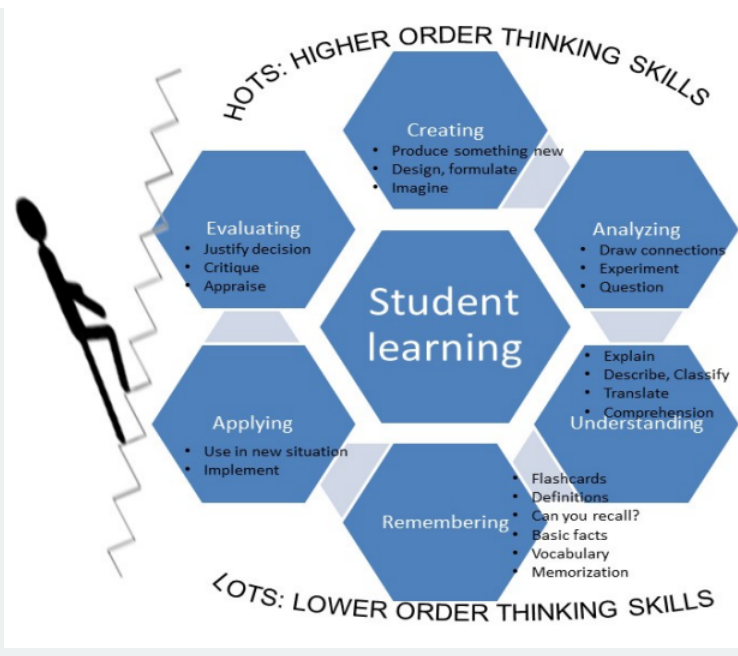 HOTS: HIGHER ORDER THINKING SKILLS
Creating
• Produce something new
• Design, formulate
• Imagine
Evaluating
• Justify decision
• Critique
• Appraise
Analyzing
• Draw connections
• Experiment
• Question
Student
learning
Applying
• Use in new situation
• Implement
• Explain
• Describe, Classify
• Translate
• Comprehension
Understanding
Remembering
• Flashcards
• Definitions
• Can you recall?
• Basic facts
• Vocabulary
• Memorization
LOTS: LOWER ORDER THINKING SKILLS